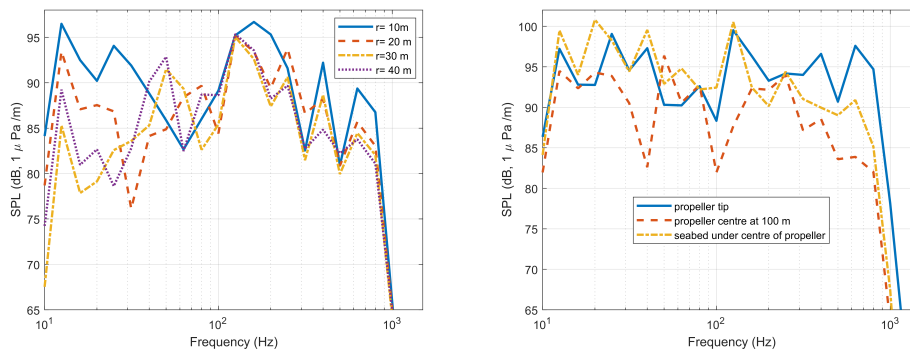 95
90
85
80
75
70
65
SPL (dB, 1 μ Pa /m)
10^1
10^2
10^3
Frequency (Hz)
r= 10m
r= 20 m
r=30 m
r= 40 m
100
95
90
85
80
75
70
65
SPL (dB, 1 μ Pa /m)
10^1
10^2
10^3
Frequency (Hz)
propeller tip
propeller centre at 100 m
seabed under centre of propeller